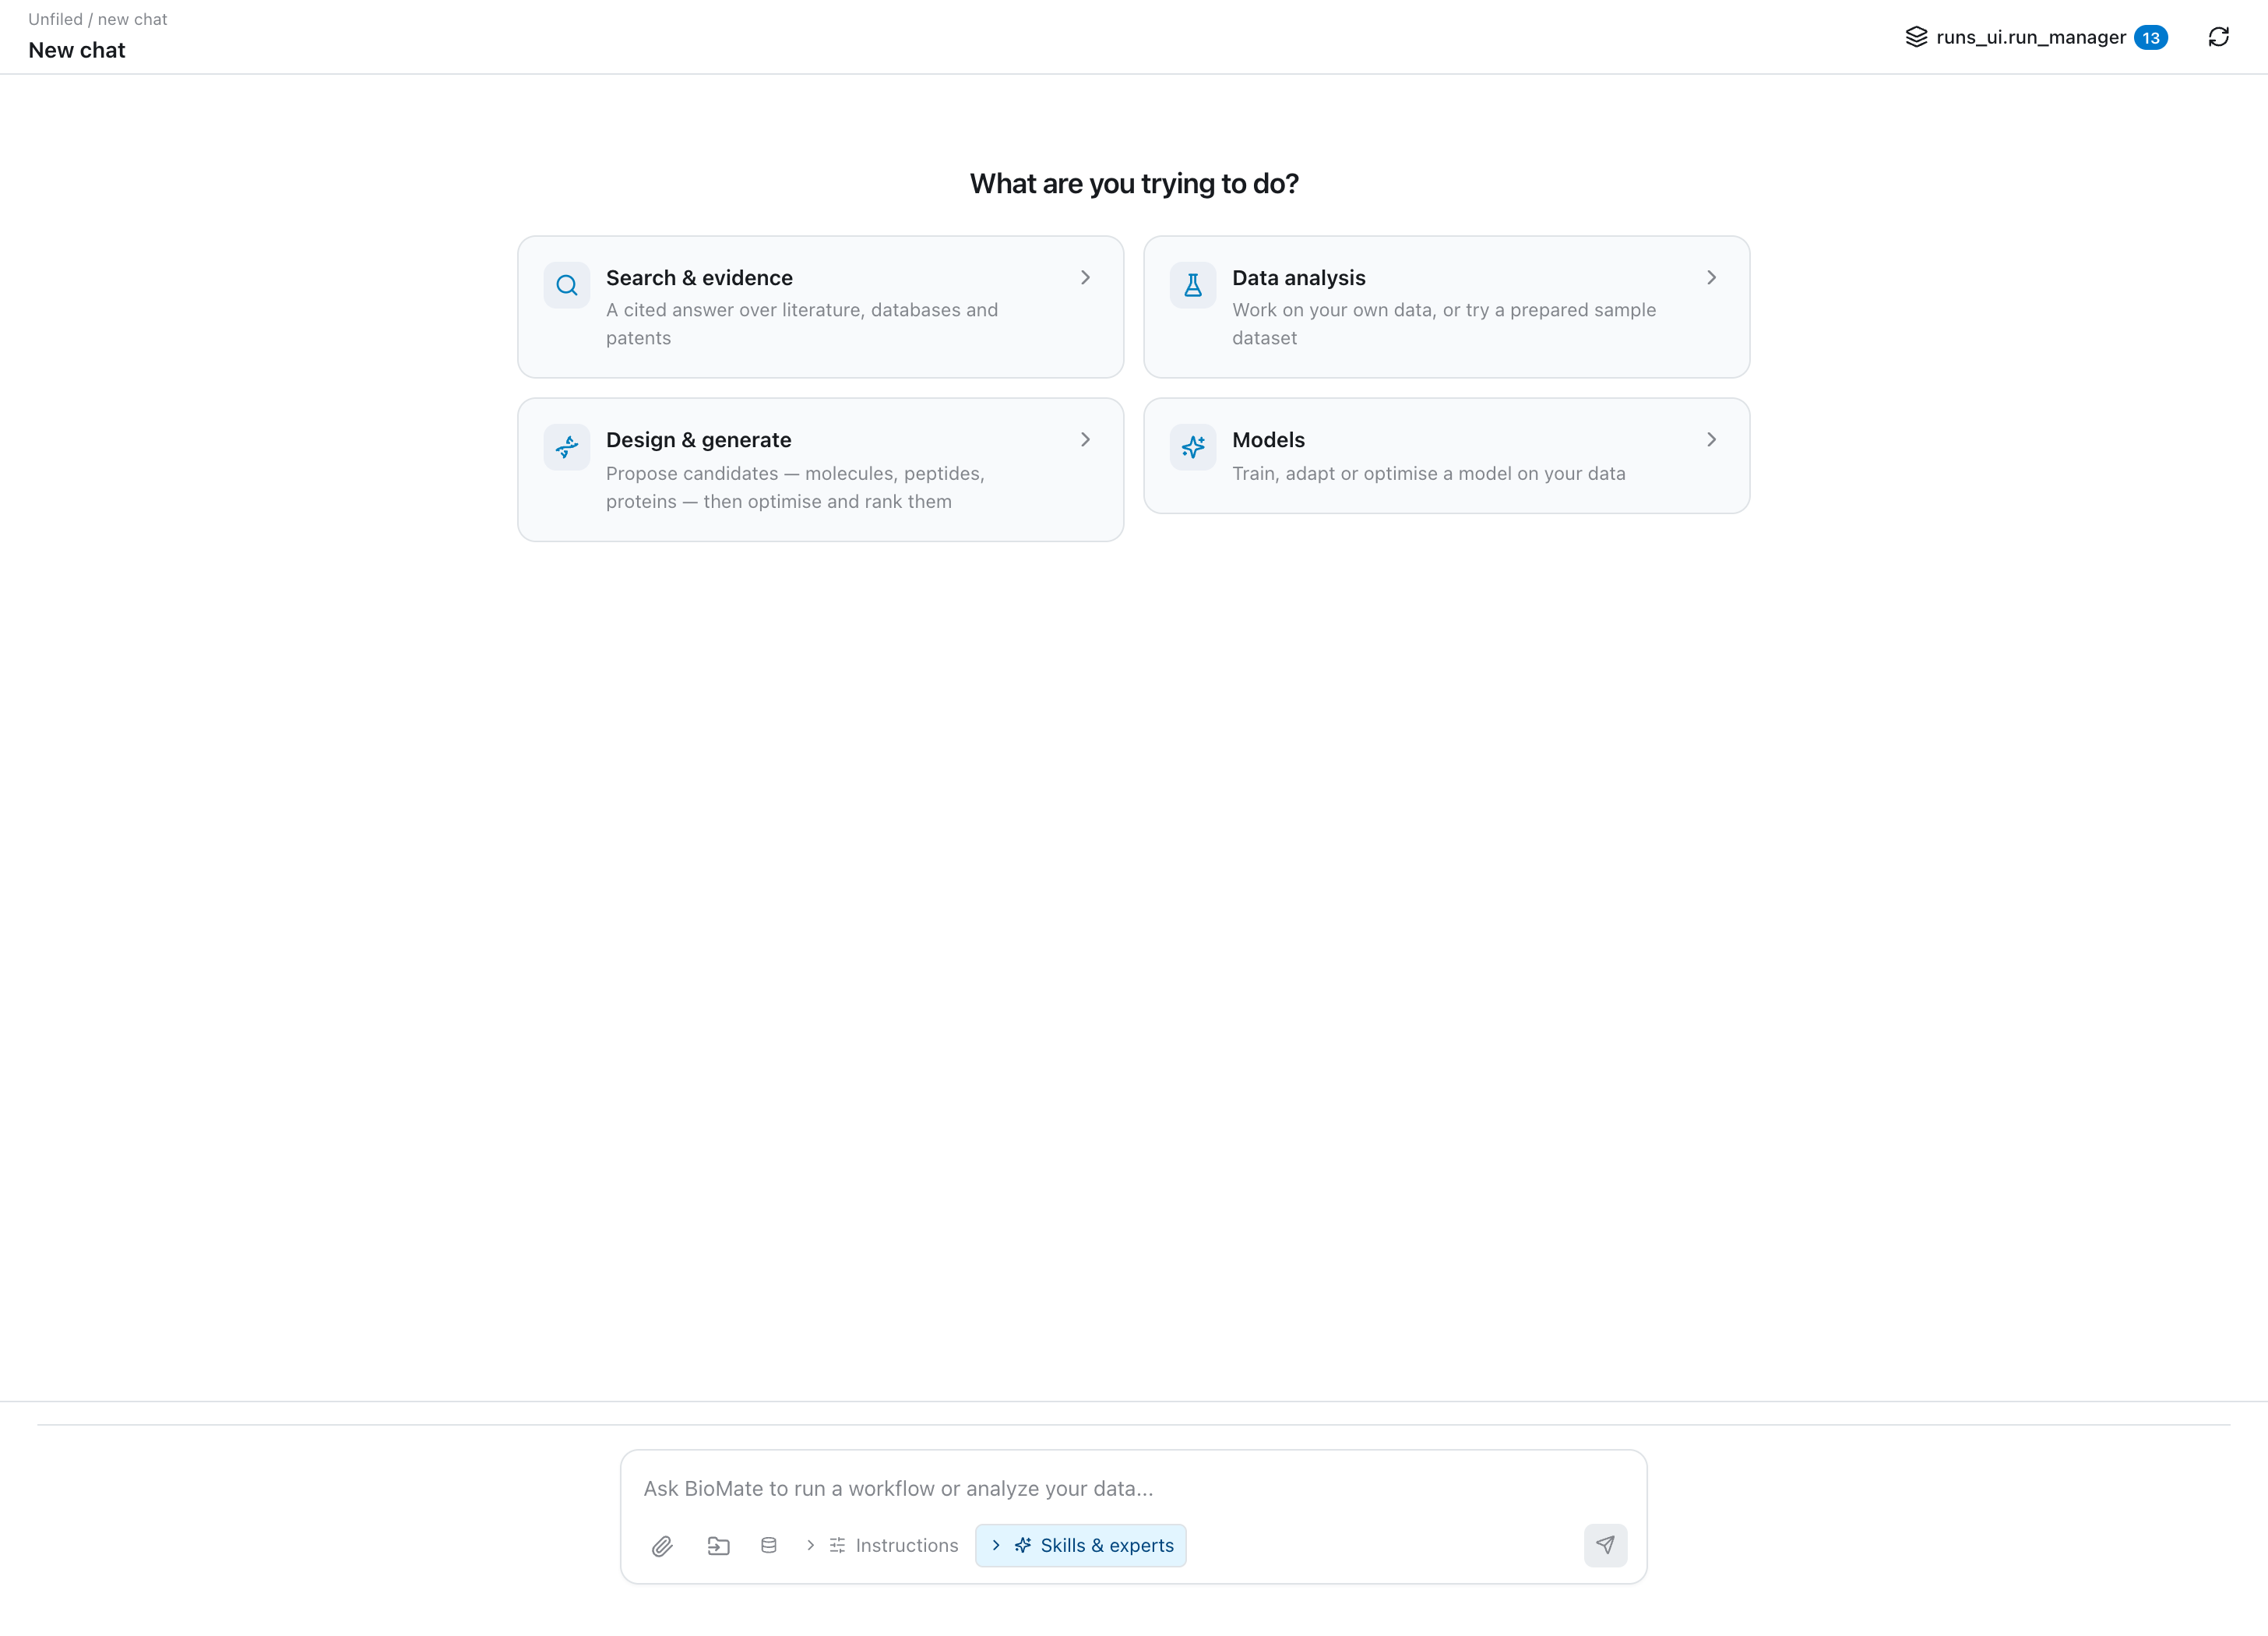 Unfiled / new chat
New chat
runs_ui.run_manager 13
What are you trying to do?
Search & evidence
A cited answer over literature, databases and
patents
Data analysis
Work on your own data, or try a prepared sample
dataset
Design & generate
Propose candidates — molecules, peptides,
proteins — then optimise and rank them
Models
Train, adapt or optimise a model on your data
Ask BioMate to run a workflow or analyze your data...
Instructions
Skills & experts